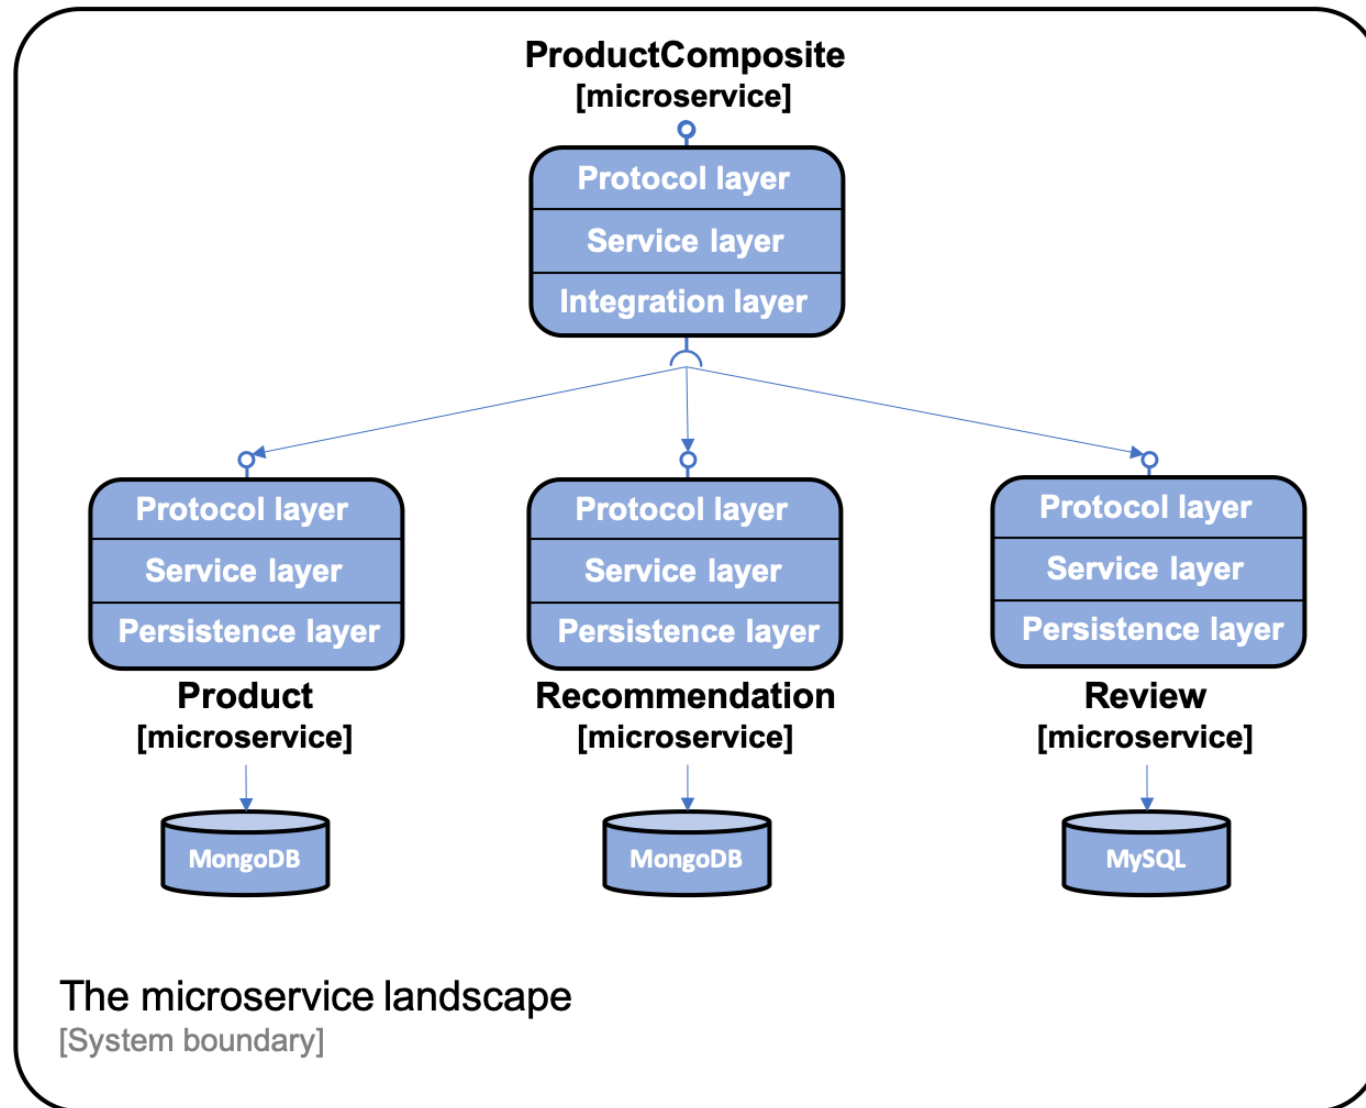 ProductComposite
[microservice]
Protocol layer
Service layer
Integration layer
Protocol layer
Service layer
Persistence layer
Product
[microservice]
MongoDB
Protocol layer
Service layer
Persistence layer
Recommendation
[microservice]
MongoDB
Protocol layer
Service layer
Persistence layer
Review
[microservice]
MySQL
The microservice landscape
[System boundary]